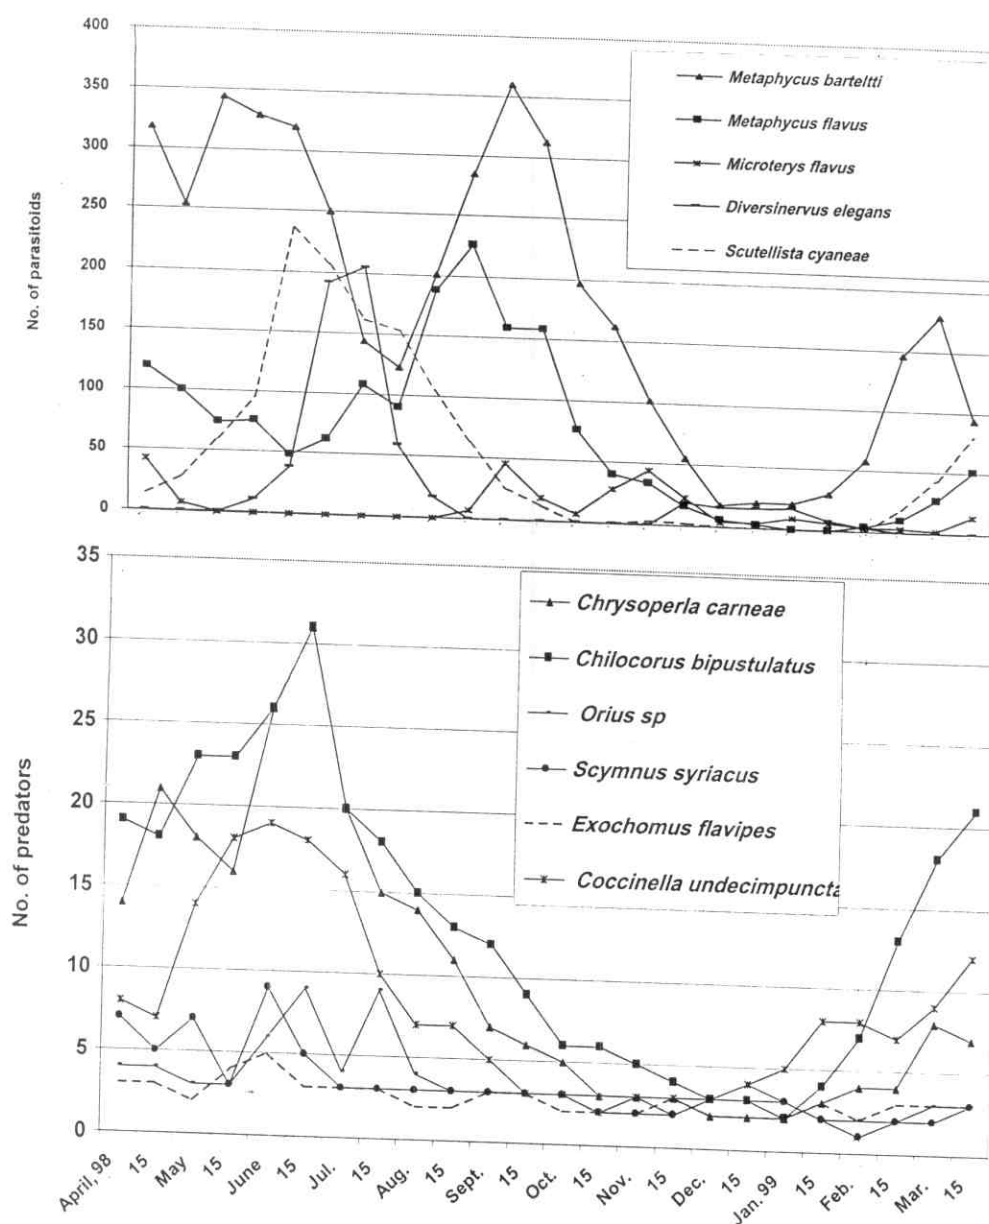 400
350
300
250
200
150
100
50
0
No. of parasitoids
Metaphycus barteltti
Metaphycus flavus
Microterys flavus
Diversinervus elegans
Scutellista cyaneae
35
30
25
20
15
10
5
0
No. of predators
Chrysoperla carneae
Chilocorus bipustulatus
Orius sp
Scymnus syriacus
Exochomus flavipes
Coccinella undecimpuncta
April, 98
15
May
15
June
15
Jul.
15
Aug.
15
Sept.
15
Oct.
15
Nov.
15
Dec.
15
Jan. 99
15
Feb.
15
Mar.
15